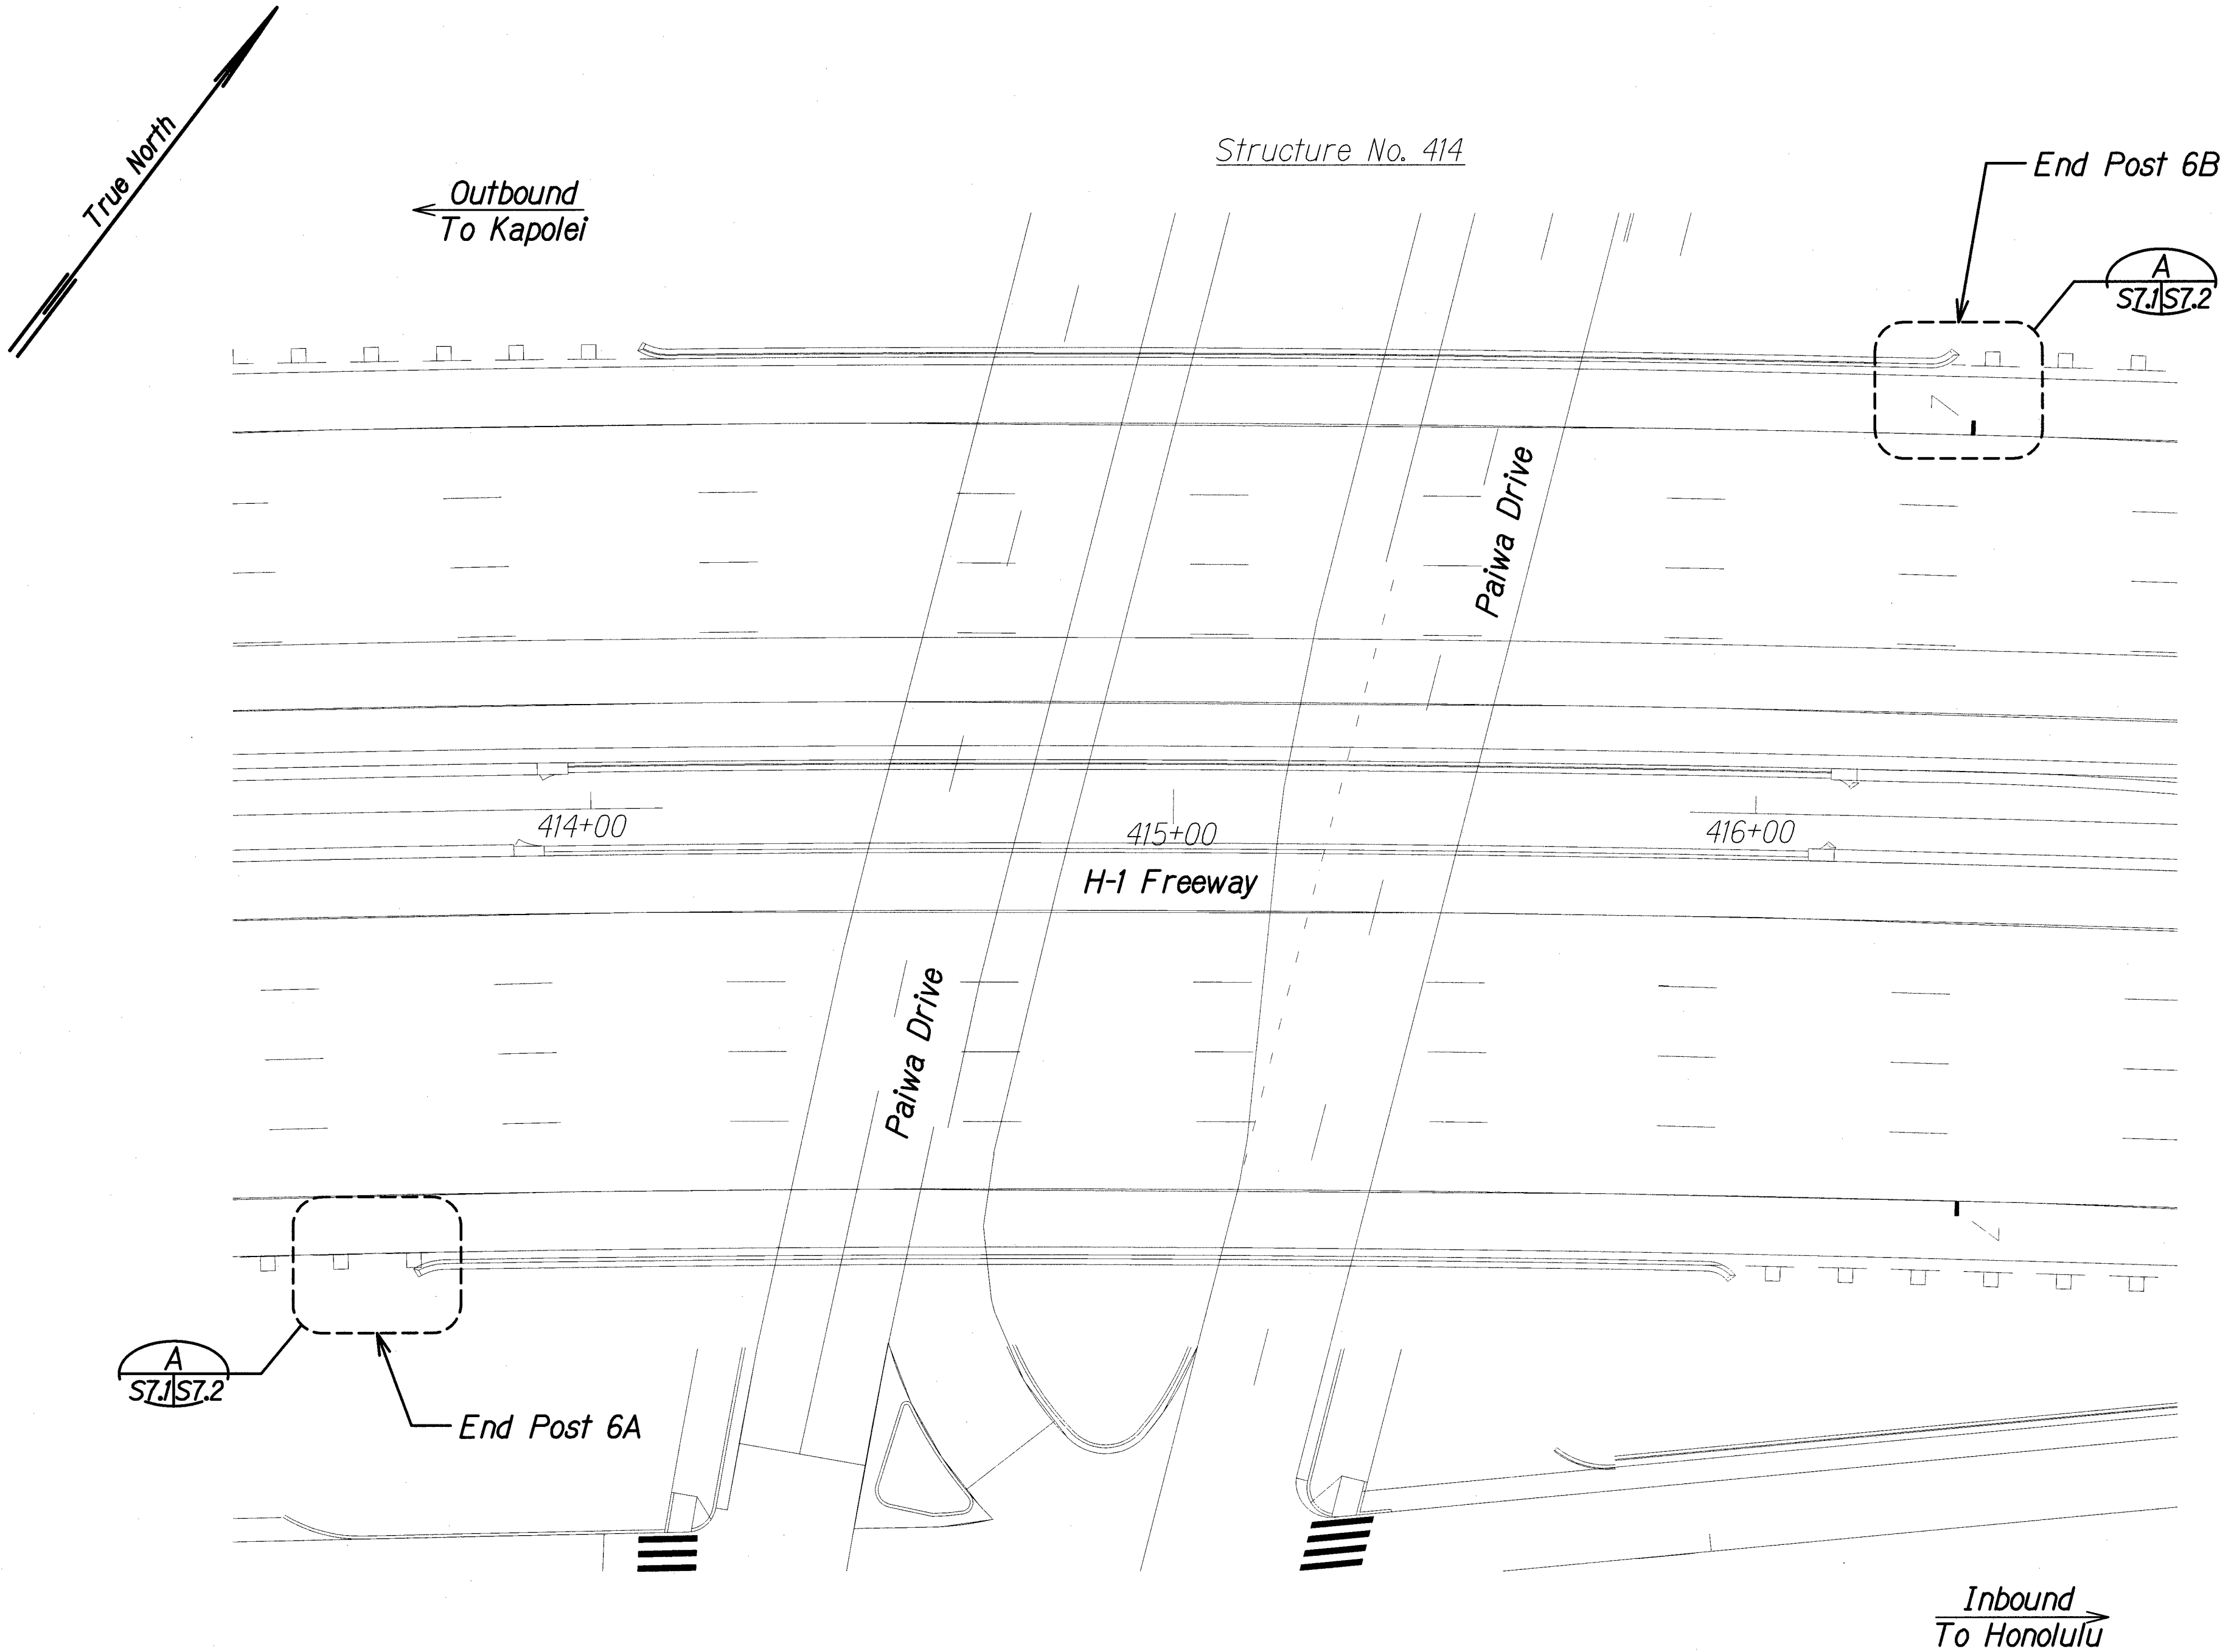 True North
Structure No. 414
End Post 6B
Outbound
To Kapolei
A
S7.1 S7.2
Paiwa Drive
414+00
415+00
416+00
H-1 Freeway
Paiwa Drive
A
S7.1 S7.2
End Post 6A
Inbound
To Honolulu